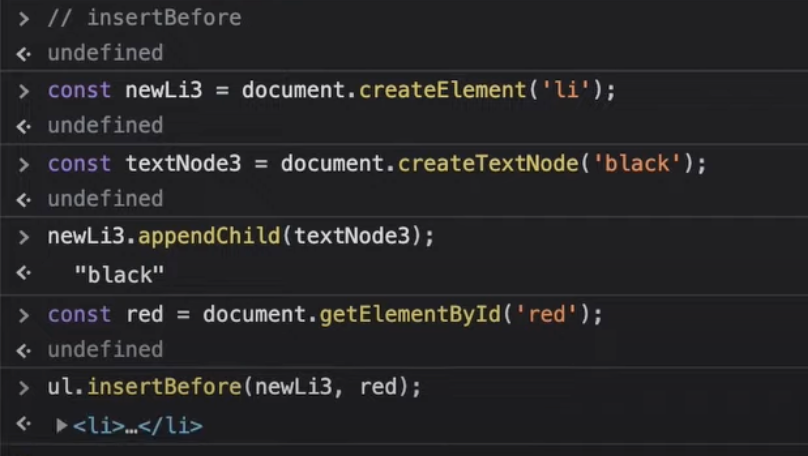 > // insertBefore
<· undefined
> const newLi3 = document.createElement('li');
<· undefined
> const textNode3 = document.createTextNode('black');
<· undefined
> newLi3.appendChild(textNode3);
<· "black"
> const red = document.getElementById('red');
<· undefined
> ul.insertBefore(newLi3, red);
<· ▶<li>…</li>